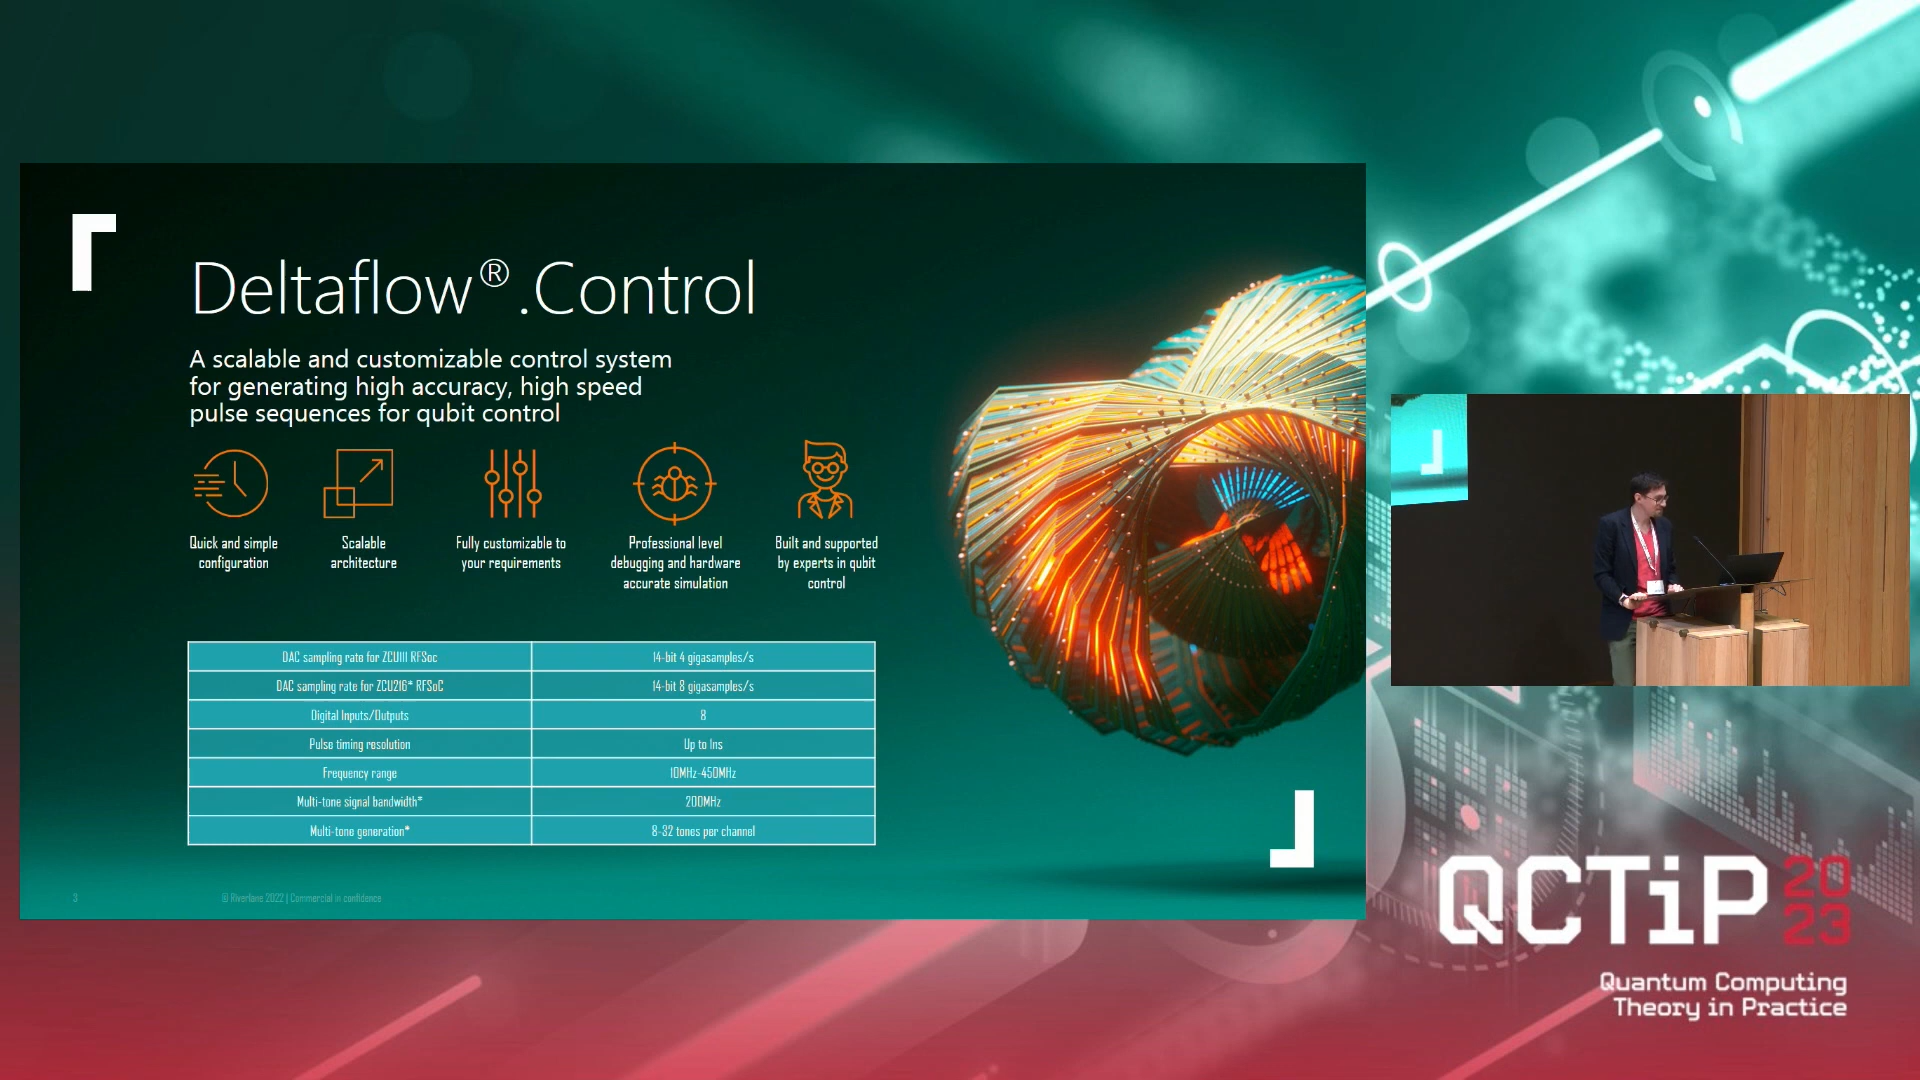 Deltaflow®.Control
A scalable and customizable control system
for generating high accuracy, high speed
pulse sequences for qubit control
Quick and simple
configuration
Scalable
architecture
Fully customizable to
your requirements
Professional level
debugging and hardware
accurate simulation
Built and supported
by experts in qubit
control
DAC sampling rate for ZCU111 RFSoc 14-bit 4 gigasamples/s
DAC sampling rate for ZCU216* RFSoC 14-bit 8 gigasamples/s
Digital Inputs/Outputs 8
Pulse timing resolution Up to 1ns
Frequency range 10MHz-450MHz
Multi-tone signal bandwidth* 200MHz
Multi-tone generation* 8-32 tones per channel
3 © Riverlane 2022 | Commercial in confidence
QCTiP 2023
Quantum Computing
Theory in Practice